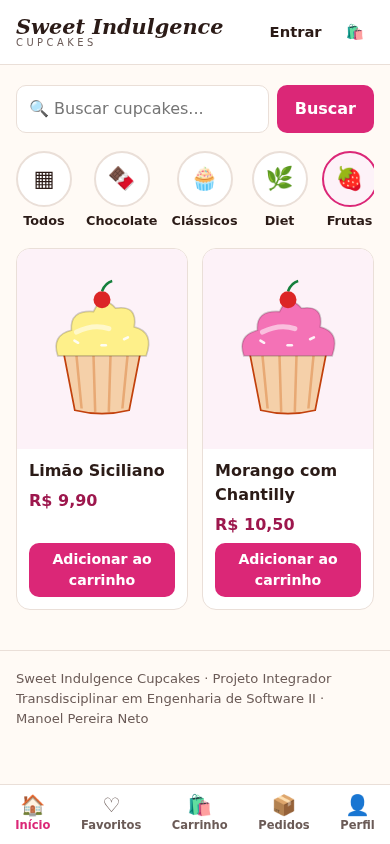 Sweet Indulgence
CUPCAKES
Entrar
Buscar cupcakes...
Buscar
Todos
Chocolate
Clássicos
Diet
Frutas
Limão Siciliano
R$ 9,90
Adicionar ao
carrinho
Morango com
Chantilly
R$ 10,50
Adicionar ao
carrinho
Sweet Indulgence Cupcakes · Projeto Integrador
Transdisciplinar em Engenharia de Software II ·
Manoel Pereira Neto
Início
Favoritos
Carrinho
Pedidos
Perfil